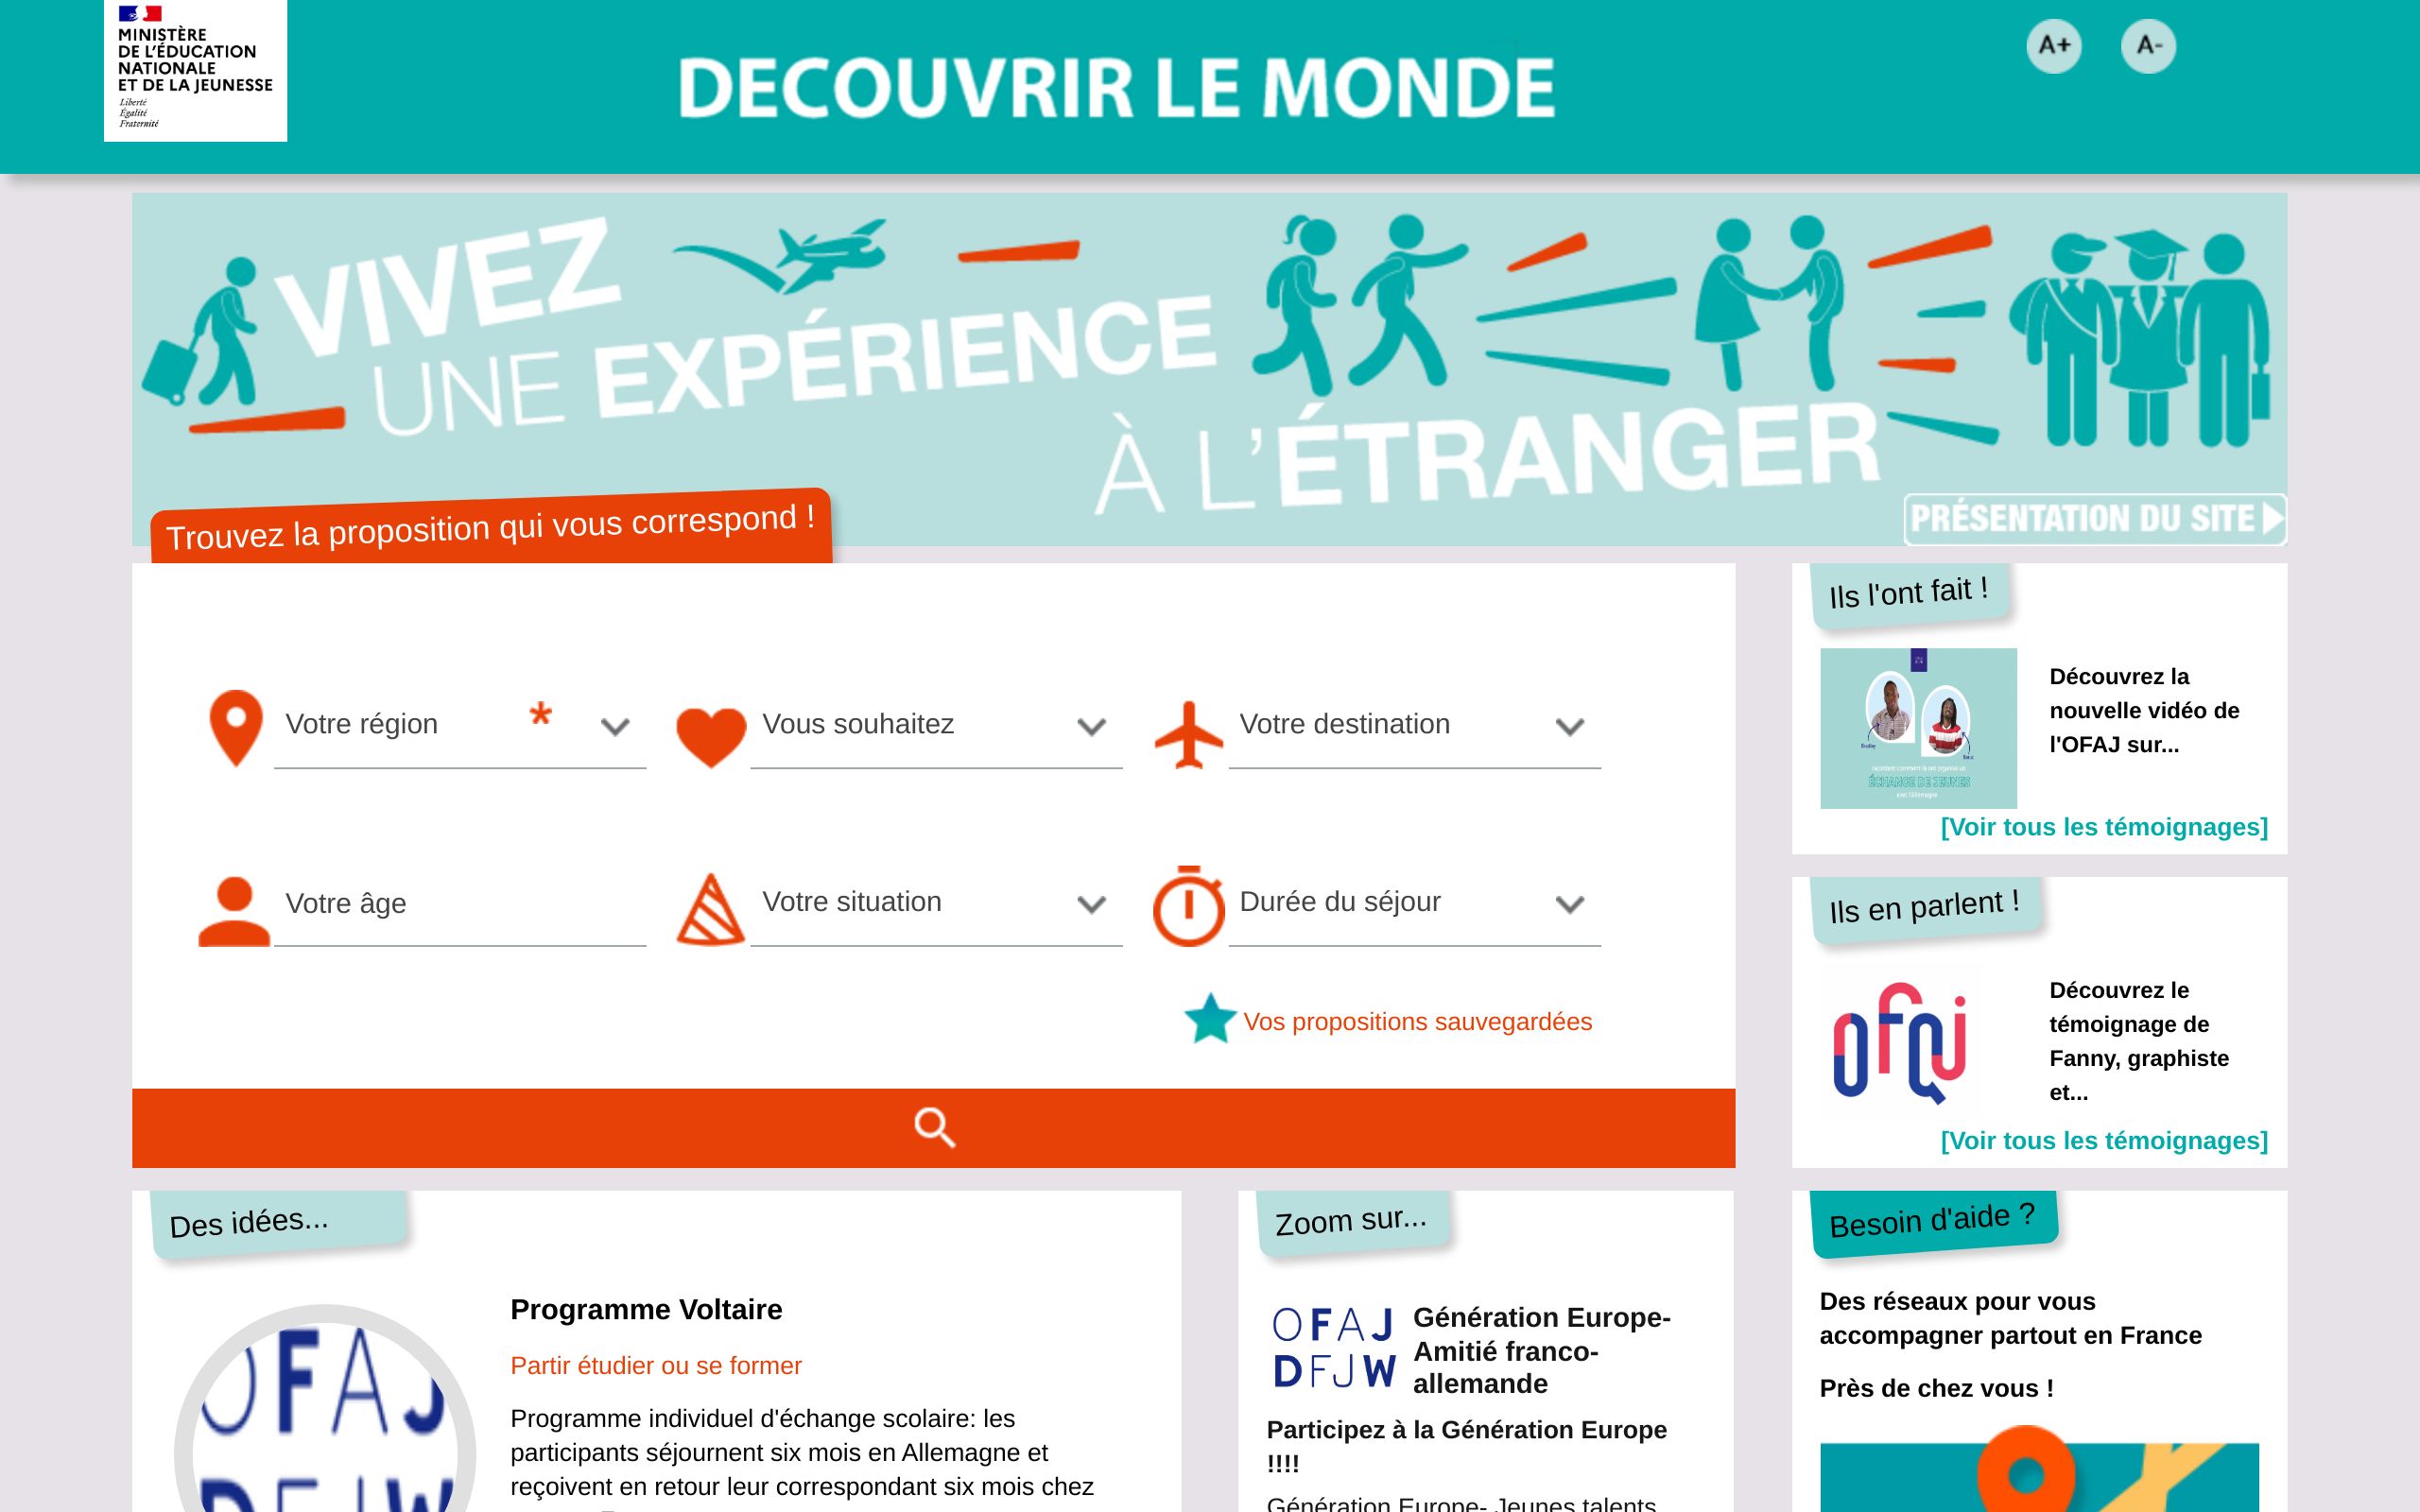 MINISTÈRE
DE L'ÉDUCATION
NATIONALE
ET DE LA JEUNESSE
Liberté
Égalité
Fraternité
DECOUVRIR LE MONDE
A+ A-
VIVEZ
UNE EXPÉRIENCE
À L'ÉTRANGER
PRÉSENTATION DU SITE
Trouvez la proposition qui vous correspond !
Votre région *
Vous souhaitez
Votre destination
Votre âge
Votre situation
Durée du séjour
Vos propositions sauvegardées
Ils l'ont fait !
ÉCHANGE DE JEUNES
avec l'Allemagne
Découvrez la
nouvelle vidéo de
l'OFAJ sur...
[Voir tous les témoignages]
Ils en parlent !
ofaj
Découvrez le
témoignage de
Fanny, graphiste
et...
[Voir tous les témoignages]
Des idées...
OFAJ
DFJW
Programme Voltaire
Partir étudier ou se former
Programme individuel d'échange scolaire: les
participants séjournent six mois en Allemagne et
reçoivent en retour leur correspondant six mois chez
Zoom sur...
OFAJ
DFJW
Génération Europe-
Amitié franco-
allemande
Participez à la Génération Europe
!!!!
Génération Europe- Jeunes talents
Besoin d'aide ?
Des réseaux pour vous
accompagner partout en France
Près de chez vous !